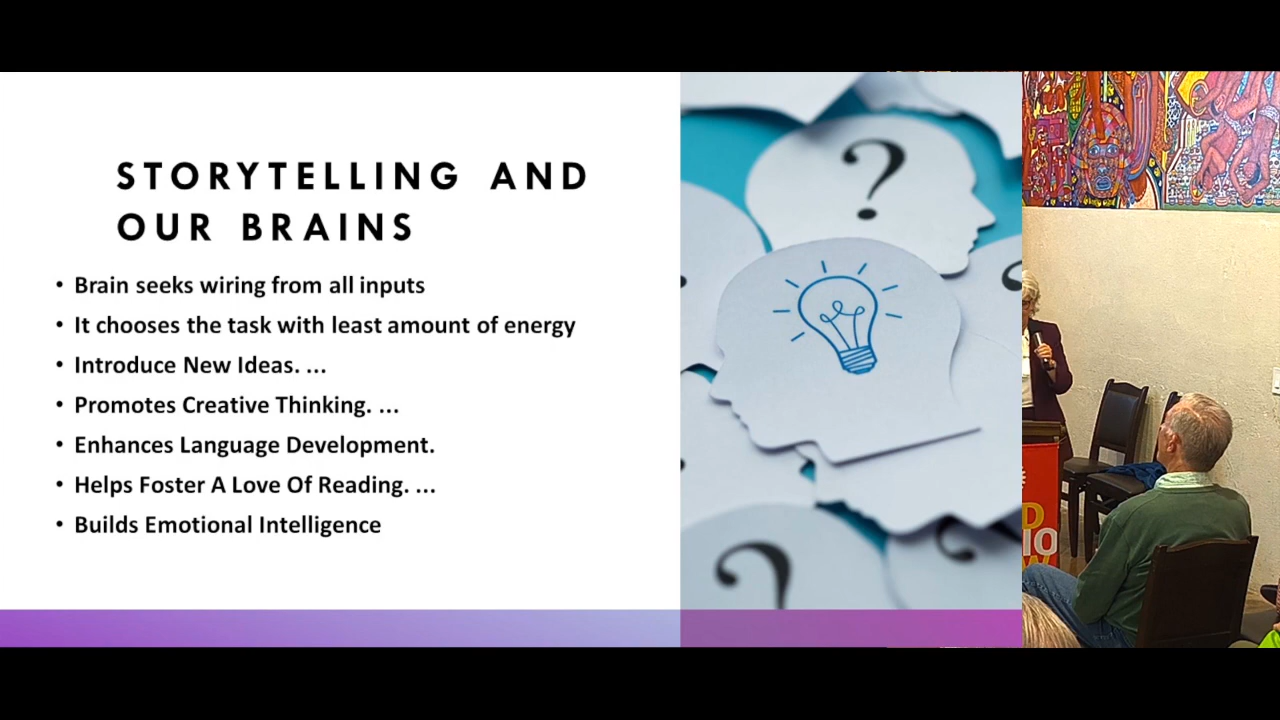 STORYTELLING AND
OUR BRAINS
• Brain seeks wiring from all inputs
• It chooses the task with least amount of energy
• Introduce New Ideas. ...
• Promotes Creative Thinking. ...
• Enhances Language Development.
• Helps Foster A Love Of Reading. ...
• Builds Emotional Intelligence
?
?